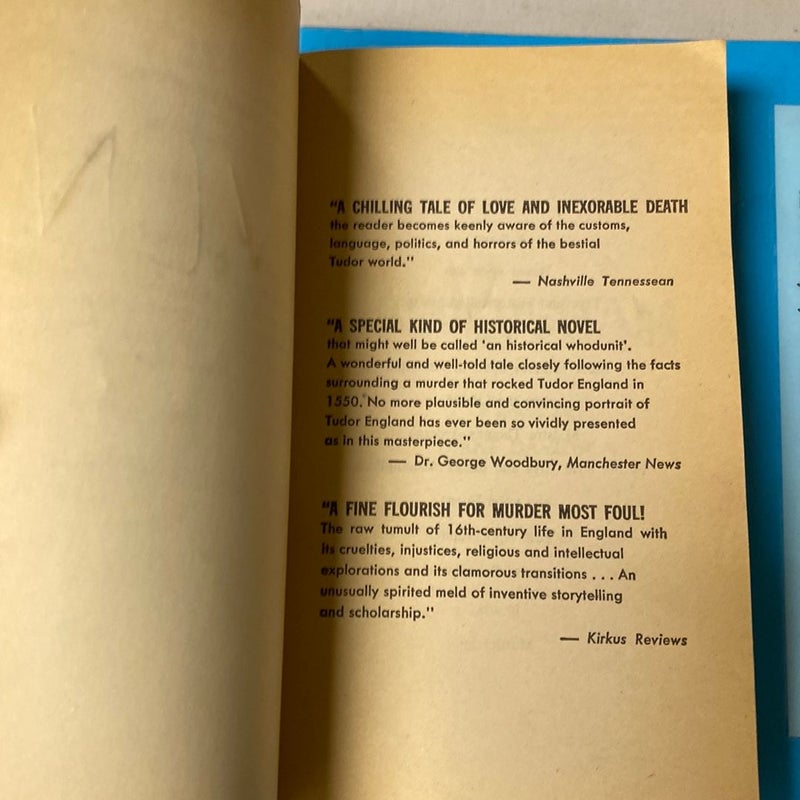 "A CHILLING TALE OF LOVE AND INEXORABLE DEATH
the reader becomes keenly aware of the customs,
language, politics, and horrors of the bestial
Tudor world."
— Nashville Tennessean
"A SPECIAL KIND OF HISTORICAL NOVEL
that might well be called 'an historical whodunit'.
A wonderful and well-told tale closely following the facts
surrounding a murder that rocked Tudor England in
1550. No more plausible and convincing portrait of
Tudor England has ever been so vividly presented
as in this masterpiece."
— Dr. George Woodbury, Manchester News
"A FINE FLOURISH FOR MURDER MOST FOUL!
The raw tumult of 16th-century life in England with
its cruelties, injustices, religious and intellectual
explorations and its clamorous transitions . . . An
unusually spirited meld of inventive storytelling
and scholarship."
— Kirkus Reviews